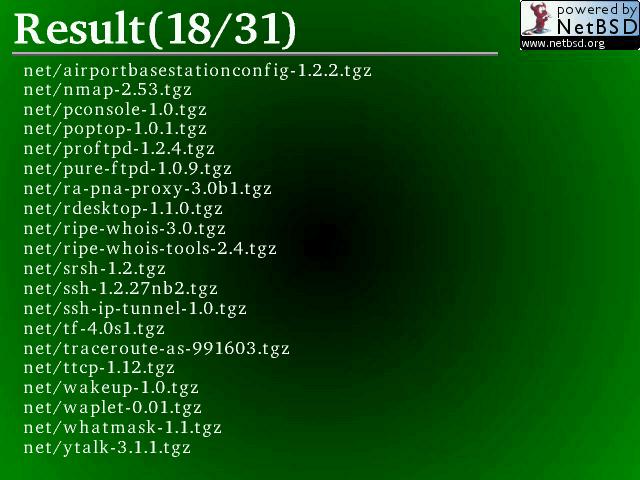 Result(18/31)
powered by
NetBSD
www.netbsd.org
net/airportbasestationconfig-1.2.2.tgz
net/nmap-2.53.tgz
net/pconsole-1.0.tgz
net/poptop-1.0.1.tgz
net/proftpd-1.2.4.tgz
net/pure-ftpd-1.0.9.tgz
net/ra-pna-proxy-3.0b1.tgz
net/rdesktop-1.1.0.tgz
net/ripe-whois-3.0.tgz
net/ripe-whois-tools-2.4.tgz
net/srsh-1.2.tgz
net/ssh-1.2.27nb2.tgz
net/ssh-ip-tunnel-1.0.tgz
net/tf-4.0s1.tgz
net/traceroute-as-991603.tgz
net/ttcp-1.12.tgz
net/wakeup-1.0.tgz
net/waplet-0.01.tgz
net/whatmask-1.1.tgz
net/ytalk-3.1.1.tgz